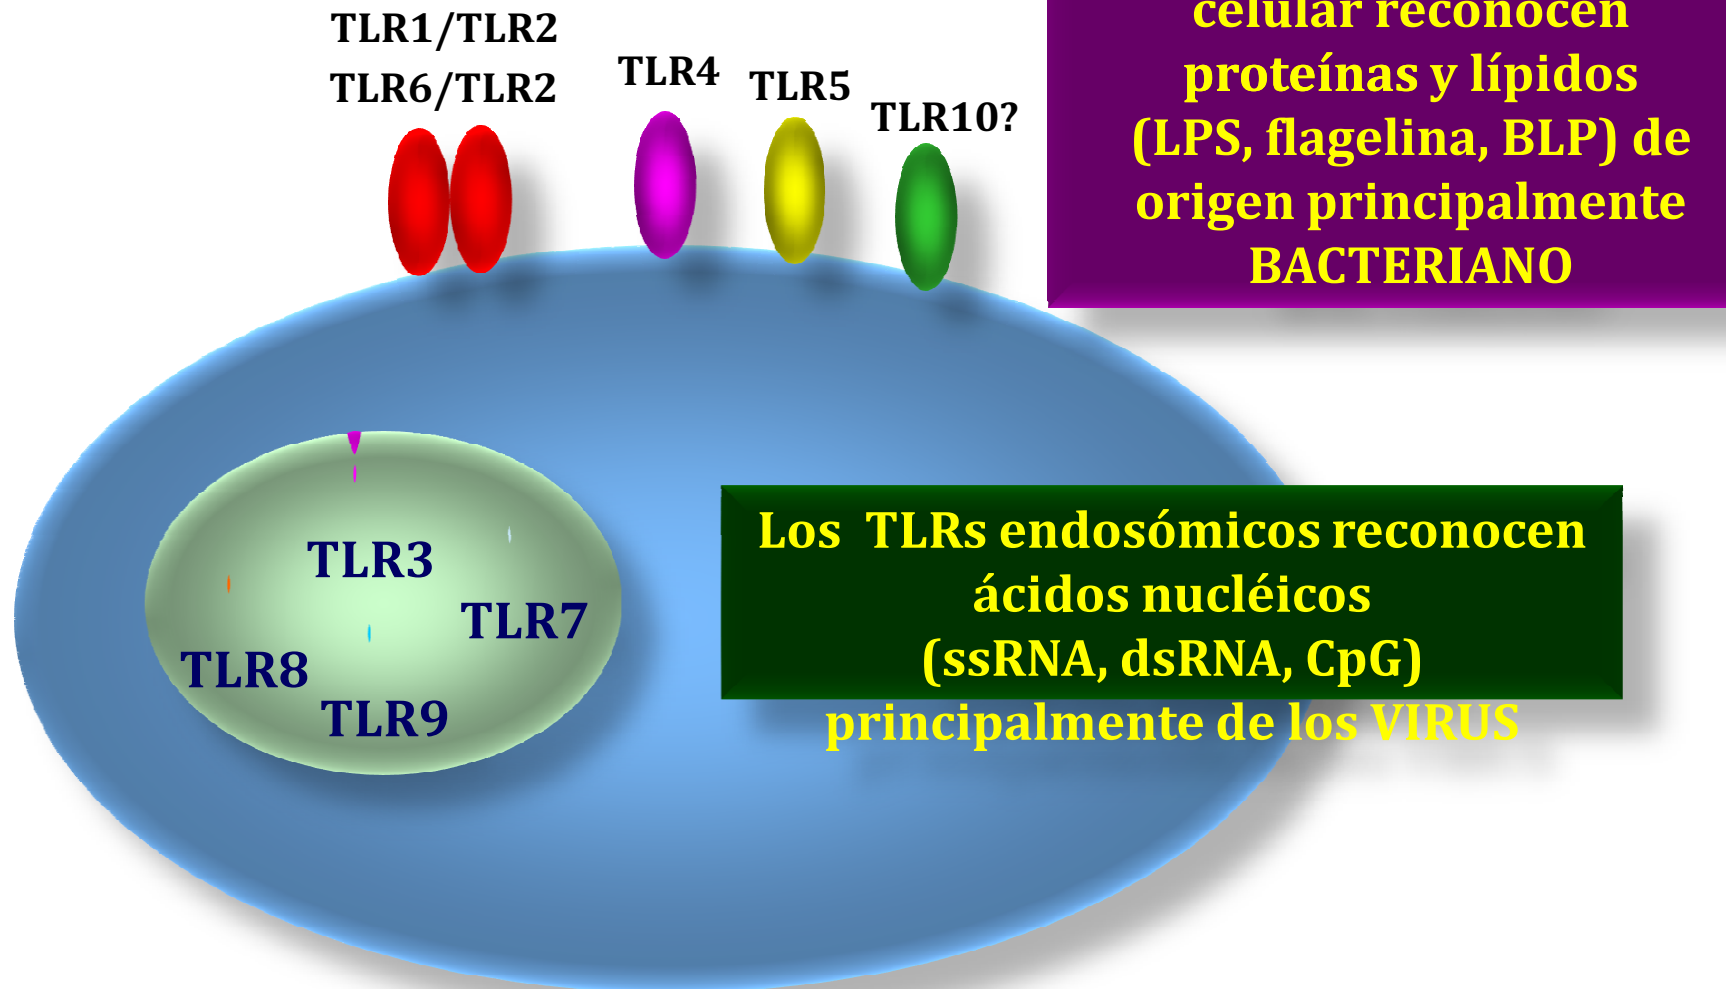 TLR1/TLR2
TLR6/TLR2
TLR4
TLR5
TLR10?
celular reconocen
proteínas y lípidos
(LPS, flagelina, BLP) de
origen principalmente
BACTERIANO
TLR3
TLR7
TLR8
TLR9
Los TLRs endosómicos reconocen
ácidos nucléicos
(ssRNA, dsRNA, CpG)
principalmente de los VIRUS